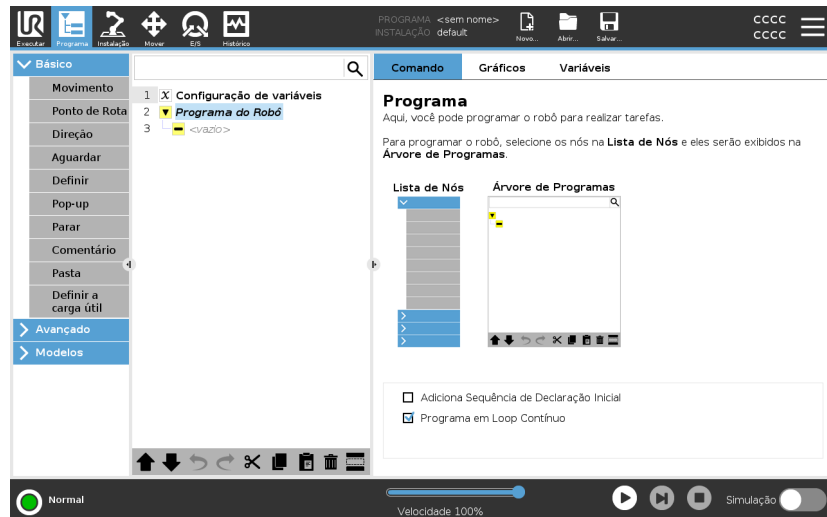 UR
PROGRAMA <sem nome>
INSTALAÇÃO default
Executar Programa Instalação Mover E/S Histórico
Novo... Abrir... Salvar...
CCCC
CCCC
Básico
Movimento
Ponto de Rota
Direção
Aguardar
Definir
Pop-up
Parar
Comentário
Pasta
Definir a
carga útil
Avançado
Modelos
1 X Configuração de variáveis
2 Programa do Robô
3 <vazio>
Comando Gráficos Variáveis
Programa
Aqui, você pode programar o robô para realizar tarefas.
Para programar o robô, selecione os nós na Lista de Nós e eles serão exibidos na
Árvore de Programas.
Lista de Nós Árvore de Programas
Adiciona Sequência de Declaração Inicial
Programa em Loop Contínuo
Normal
Velocidade 100%
Simulação